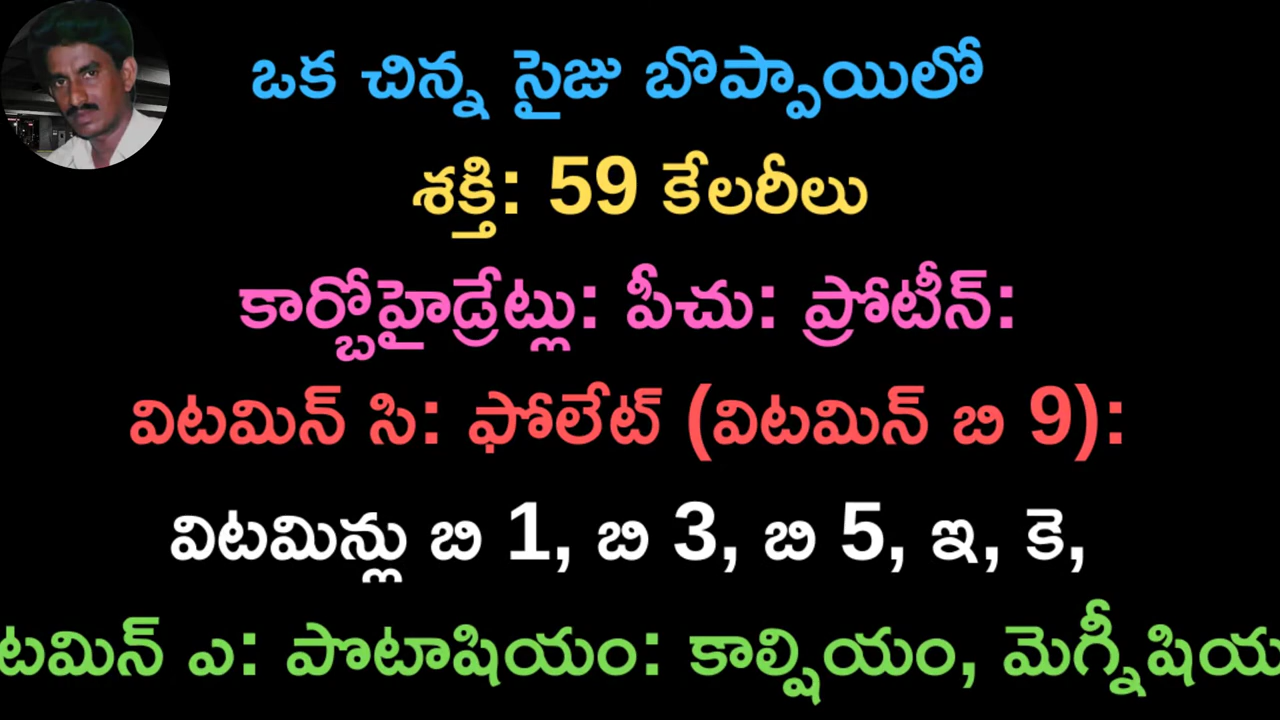 ఒక చిన్న సైజు బొప్పాయిలో
శక్తి: 59 కేలరీలు
కార్బోహైడ్రేట్లు: పీచు: ప్రోటీన్:
విటమిన్ సి: ఫోలేట్ (విటమిన్ బి 9):
విటమిన్లు బి 1, బి 3, బి 5, ఇ, కె,
టమిన్ ఎ: పొటాషియం: కాల్షియం, మెగ్నీషియ